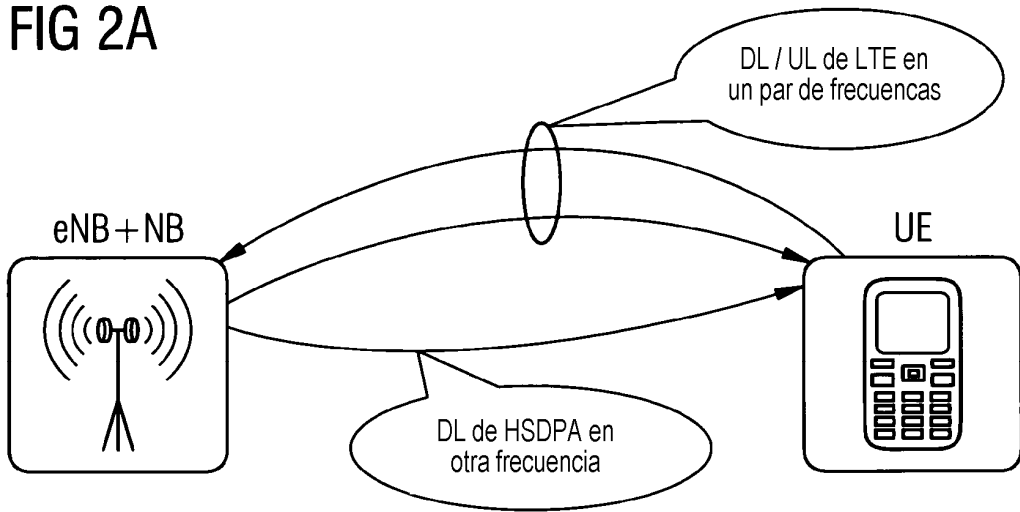 FIG 2A
DL / UL de LTE en
un par de frecuencas
eNB+NB
UE
DL de HSDPA en
otra frecuencia